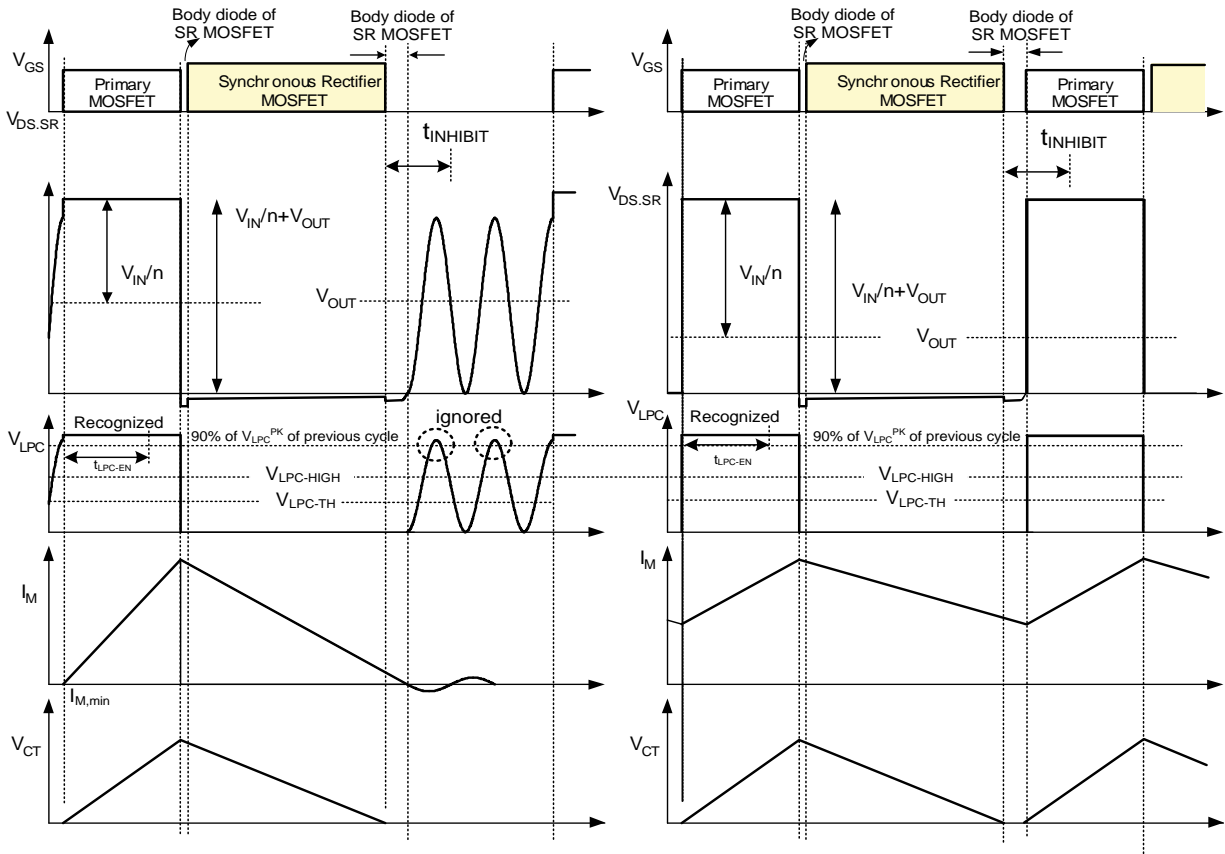 Body diode of
SR MOSFET
Body diode of
SR MOSFET
VGS
Primary
MOSFET
Synchronous Rectifier
MOSFET
VDS.SR
tINHIBIT
VIN/n
VIN/n+VOUT
VOUT
VLPC
Recognized
tLPC-EN
90% of VLPCPK of previous cycle
ignored
VLPC-HIGH
VLPC-TH
IM
IM,min
VCT
Body diode of
SR MOSFET
Body diode of
SR MOSFET
VGS
Primary
MOSFET
Synchronous Rectifier
MOSFET
Primary
MOSFET
tINHIBIT
VDS.SR
VIN/n
VIN/n+VOUT
VOUT
VLPC
Recognized
tLPC-EN
90% of VLPCPK of previous cycle
VLPC-HIGH
VLPC-TH
IM
VCT